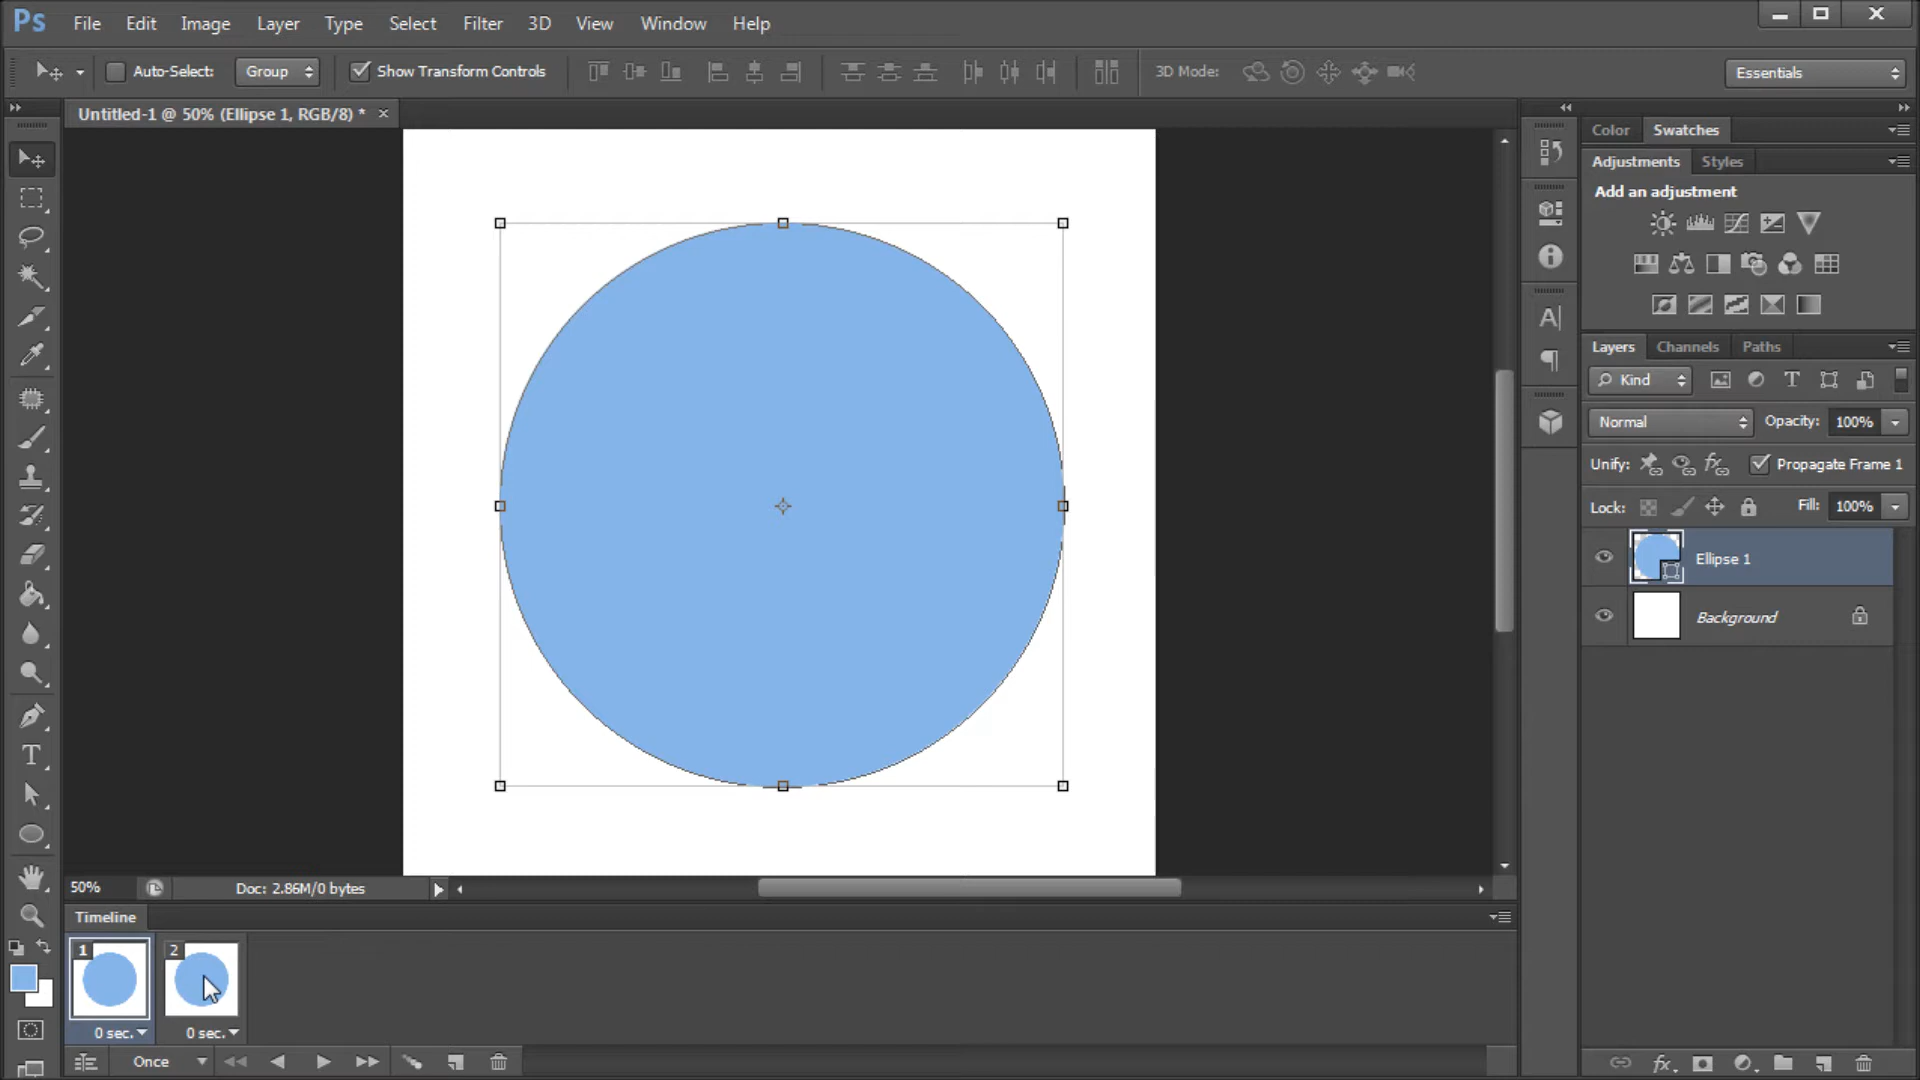 Ps File Edit Image Layer Type Select Filter 3D View Window Help
Auto-Select: Group Show Transform Controls 3D Mode: Essentials
Untitled-1 @ 50% (Ellipse 1, RGB/8) * ×
Color Swatches
Adjustments Styles
Add an adjustment
Layers Channels Paths
Kind
Normal Opacity: 100%
Unify: Propagate Frame 1
Lock: Fill: 100%
Ellipse 1
Background
50% Doc: 2.86M/0 bytes
Timeline
1 2
0 sec. 0 sec.
Once